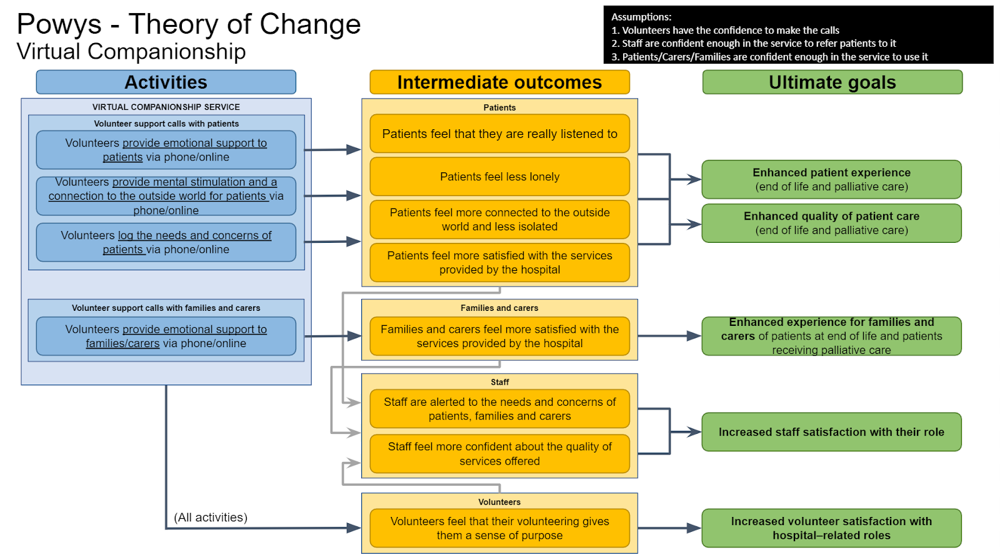 Powys - Theory of Change
Virtual Companionship
Assumptions:
1. Volunteers have the confidence to make the calls
2. Staff are confident enough in the service to refer patients to it
3. Patients/Carers/Families are confident enough in the service to use it
Activities
Intermediate outcomes
Ultimate goals
VIRTUAL COMPANIONSHIP SERVICE
Volunteer support calls with patients
Volunteers provide emotional support to
patients via phone/online
Volunteers provide mental stimulation and a
connection to the outside world for patients via
phone/online
Volunteers log the needs and concerns of
patients via phone/online
Volunteer support calls with families and carers
Volunteers provide emotional support to
families/carers via phone/online
(All activities)
Patients
Patients feel that they are really listened to
Patients feel less lonely
Patients feel more connected to the outside
world and less isolated
Patients feel more satisfied with the services
provided by the hospital
Families and carers
Families and carers feel more satisfied with the
services provided by the hospital
Staff
Staff are alerted to the needs and concerns of
patients, families and carers
Staff feel more confident about the quality of
services offered
Volunteers
Volunteers feel that their volunteering gives
them a sense of purpose
Enhanced patient experience
(end of life and palliative care)
Enhanced quality of patient care
(end of life and palliative care)
Enhanced experience for families and
carers of patients at end of life and patients
receiving palliative care
Increased staff satisfaction with their role
Increased volunteer satisfaction with
hospital–related roles